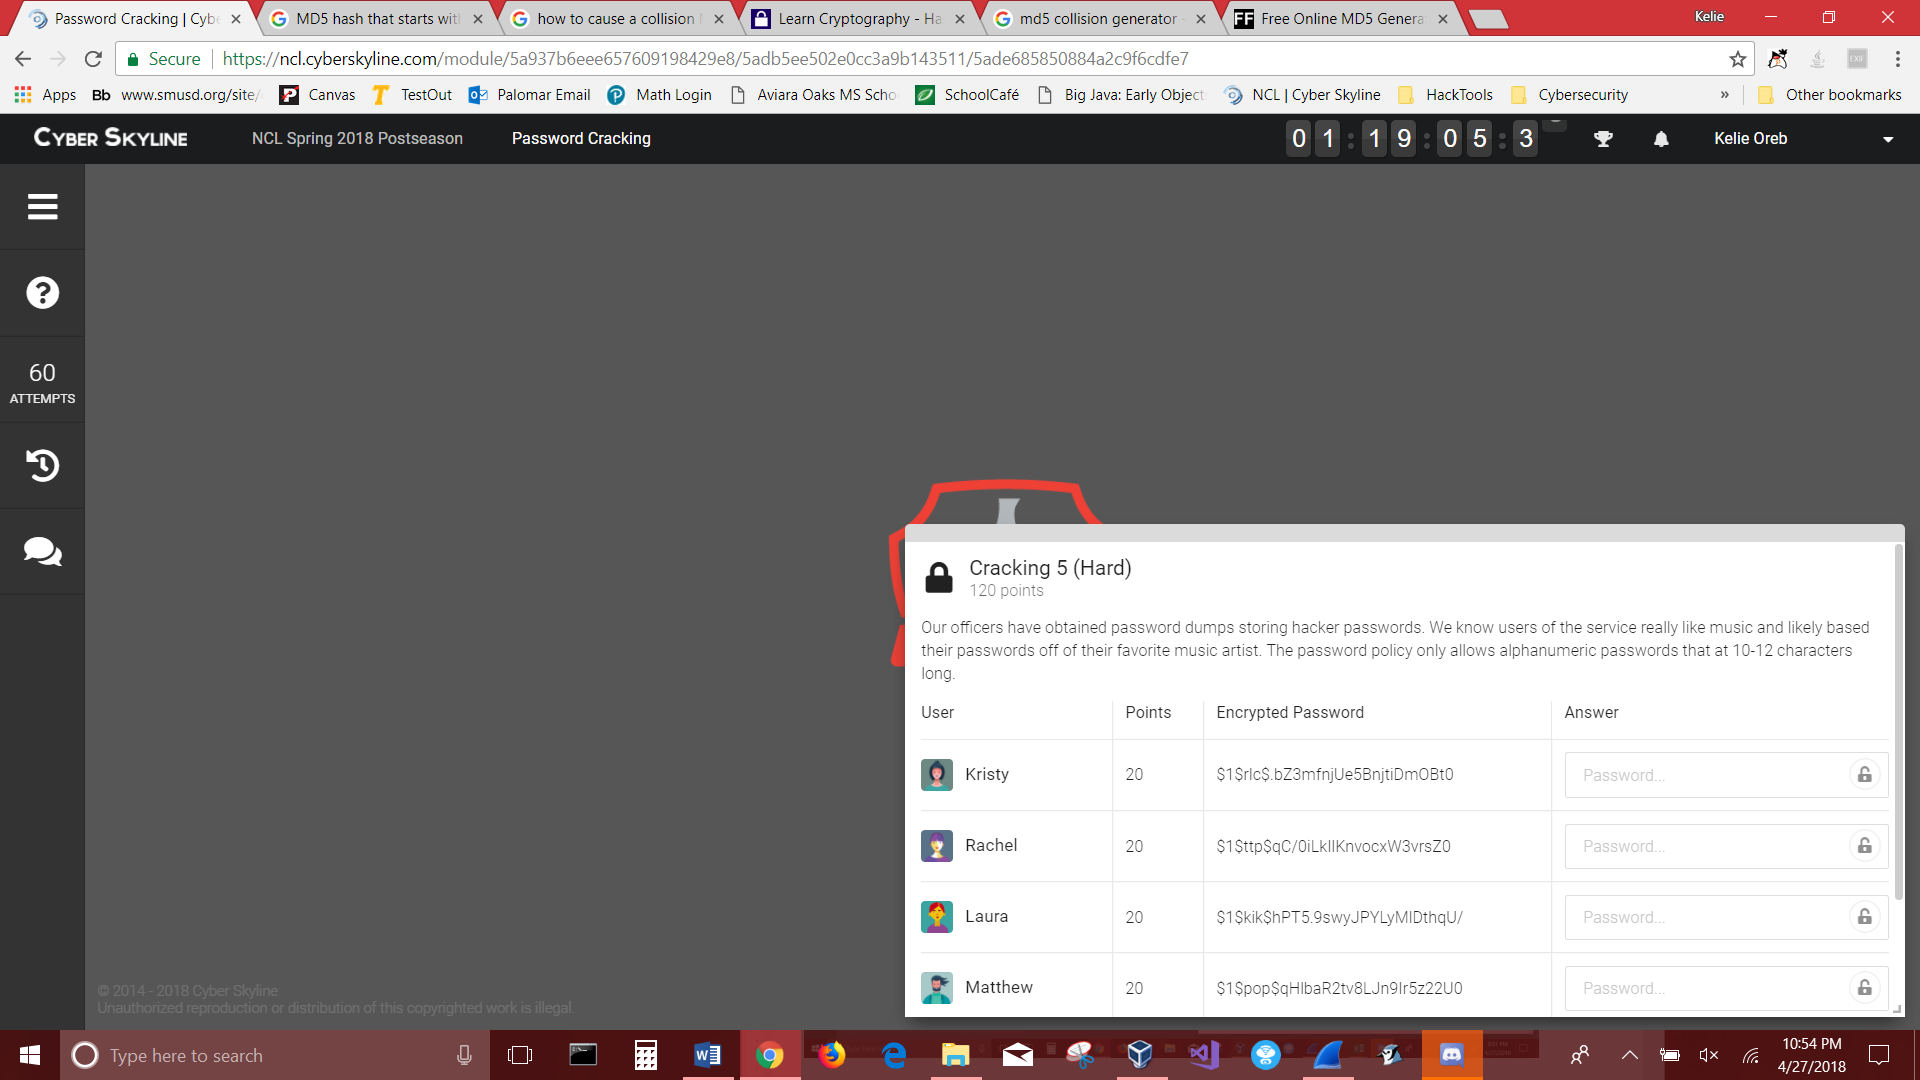 Password Cracking | Cybe
MD5 hash that starts wit
how to cause a collision
Learn Cryptography - Ha
md5 collision generator
Free Online MD5 Genera
Kelie
Secure
https://ncl.cyberskyline.com/module/5a937b6eee657609198429e8/5adb5ee502e0cc3a9b143511/5ade685850884a2c9f6cdfe7
Apps
Bb www.smusd.org/site/
Canvas
TestOut
Palomar Email
Math Login
Aviara Oaks MS Scho
SchoolCafé
Big Java: Early Object
NCL | Cyber Skyline
HackTools
Cybersecurity
»
Other bookmarks
CYBER SKYLINE
NCL Spring 2018 Postseason
Password Cracking
01:19:05:3
Kelie Oreb
60
ATTEMPTS
Cracking 5 (Hard)
120 points
Our officers have obtained password dumps storing hacker passwords. We know users of the service really like music and likely based
their passwords off of their favorite music artist. The password policy only allows alphanumeric passwords that at 10-12 characters
long.
User Points Encrypted Password Answer
Kristy 20 $1$rlc$.bZ3mfnjUe5BnjtiDmOBt0 Password...
Rachel 20 $1$ttp$qC/0iLkIIKnvocxW3vrsZ0 Password...
Laura 20 $1$kik$hPT5.9swyJPYLyMIDthqU/ Password...
Matthew 20 $1$pop$qHIbaR2tv8LJn9Ir5z22U0 Password...
© 2014 - 2018 Cyber Skyline
Unauthorized reproduction or distribution of this copyrighted work is illegal.
Type here to search
10:54 PM
4/27/2018